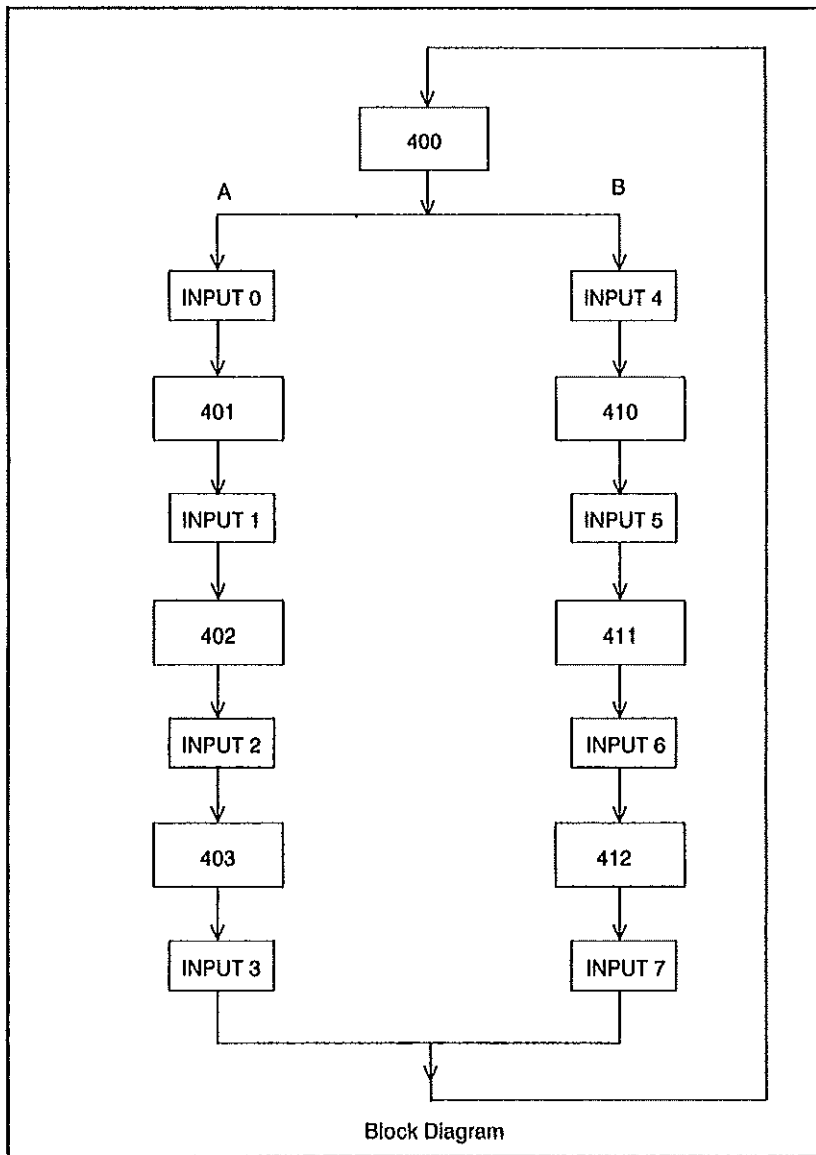 400
A
B
INPUT 0
INPUT 4
401
410
INPUT 1
INPUT 5
402
411
INPUT 2
INPUT 6
403
412
INPUT 3
INPUT 7
Block Diagram